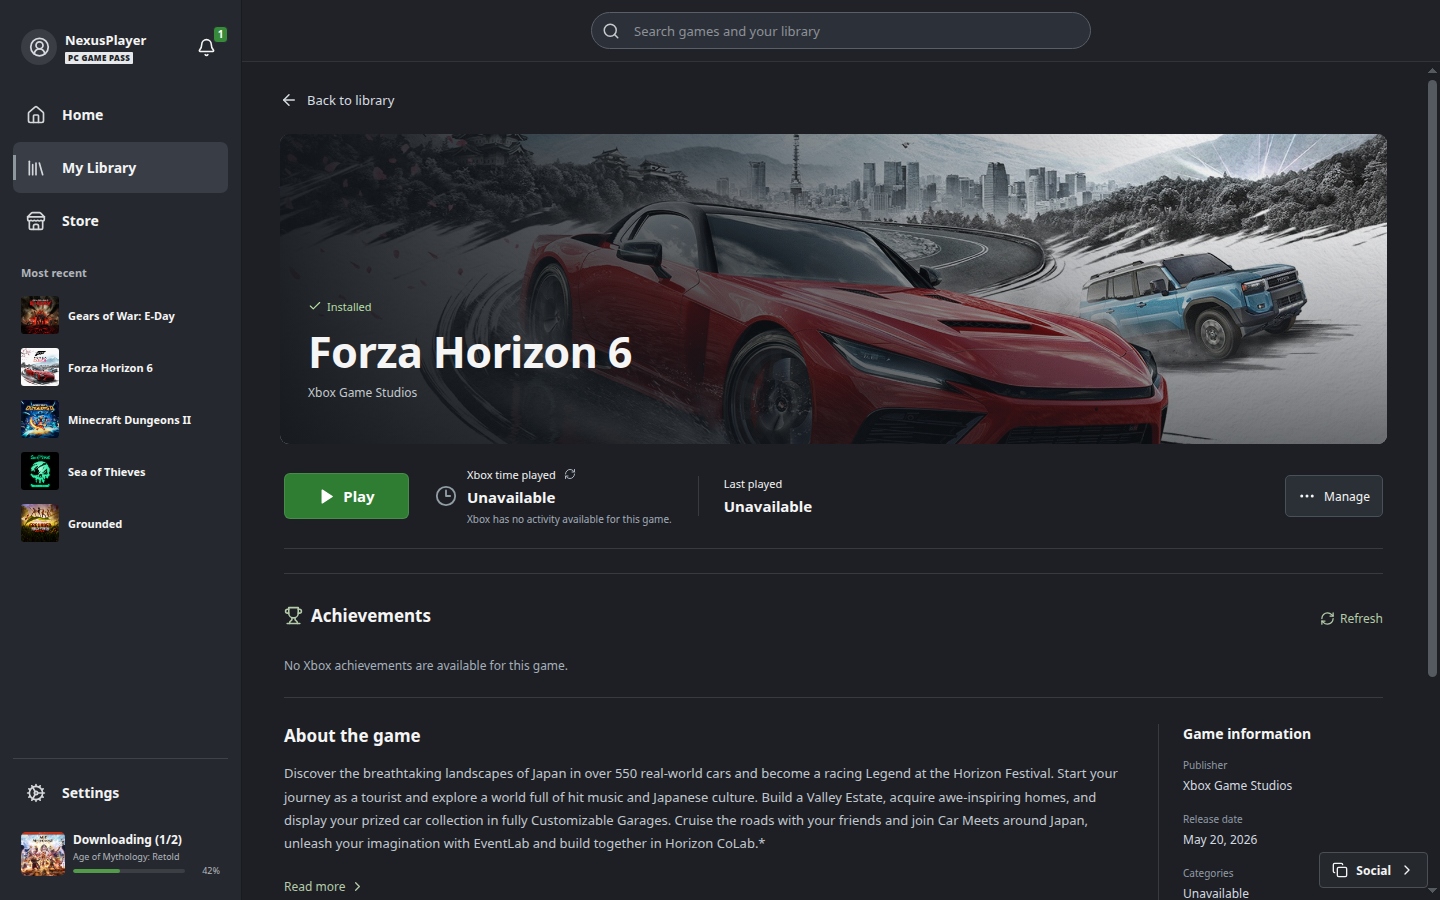 NexusPlayer
PC GAME PASS
1
Search games and your library
Home
My Library
Store
Most recent
Gears of War: E-Day
Forza Horizon 6
Minecraft Dungeons II
Sea of Thieves
Grounded
Settings
Downloading (1/2)
Age of Mythology: Retold
42%
Back to library
Installed
Forza Horizon 6
Xbox Game Studios
Play
Xbox time played
Unavailable
Xbox has no activity available for this game.
Last played
Unavailable
Manage
Achievements
Refresh
No Xbox achievements are available for this game.
About the game
Discover the breathtaking landscapes of Japan in over 550 real-world cars and become a racing Legend at the Horizon Festival. Start your
journey as a tourist and explore a world full of hit music and Japanese culture. Build a Valley Estate, acquire awe-inspiring homes, and
display your prized car collection in fully Customizable Garages. Cruise the roads with your friends and join Car Meets around Japan,
unleash your imagination with EventLab and build together in Horizon CoLab.*
Read more
Game information
Publisher
Xbox Game Studios
Release date
May 20, 2026
Categories
Unavailable
Social